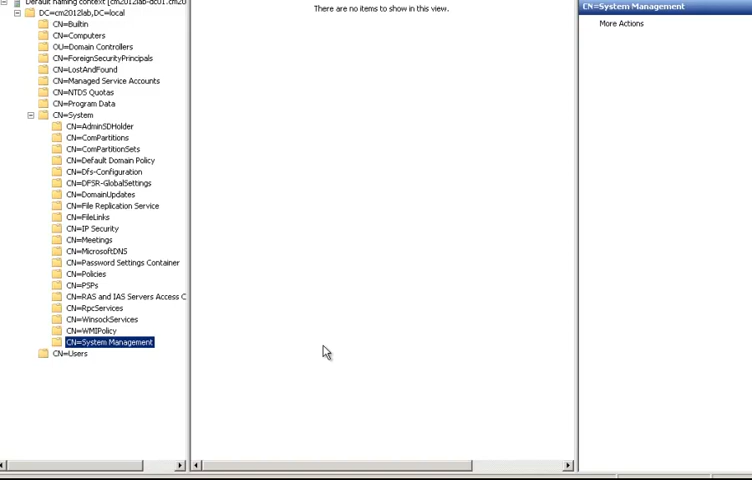 Default naming context [cm2012lab-dc01.cm20
DC=cm2012lab,DC=local
CN=Builtin
CN=Computers
OU=Domain Controllers
CN=ForeignSecurityPrincipals
CN=LostAndFound
CN=Managed Service Accounts
CN=NTDS Quotas
CN=Program Data
CN=System
CN=AdminSDHolder
CN=ComPartitions
CN=ComPartitionSets
CN=Default Domain Policy
CN=Dfs-Configuration
CN=DFSR-GlobalSettings
CN=DomainUpdates
CN=File Replication Service
CN=FileLinks
CN=IP Security
CN=Meetings
CN=MicrosoftDNS
CN=Password Settings Container
CN=Policies
CN=PSPs
CN=RAS and IAS Servers Access C
CN=RpcServices
CN=WinsockServices
CN=WMIPolicy
CN=System Management
CN=Users
There are no items to show in this view.
CN=System Management
More Actions